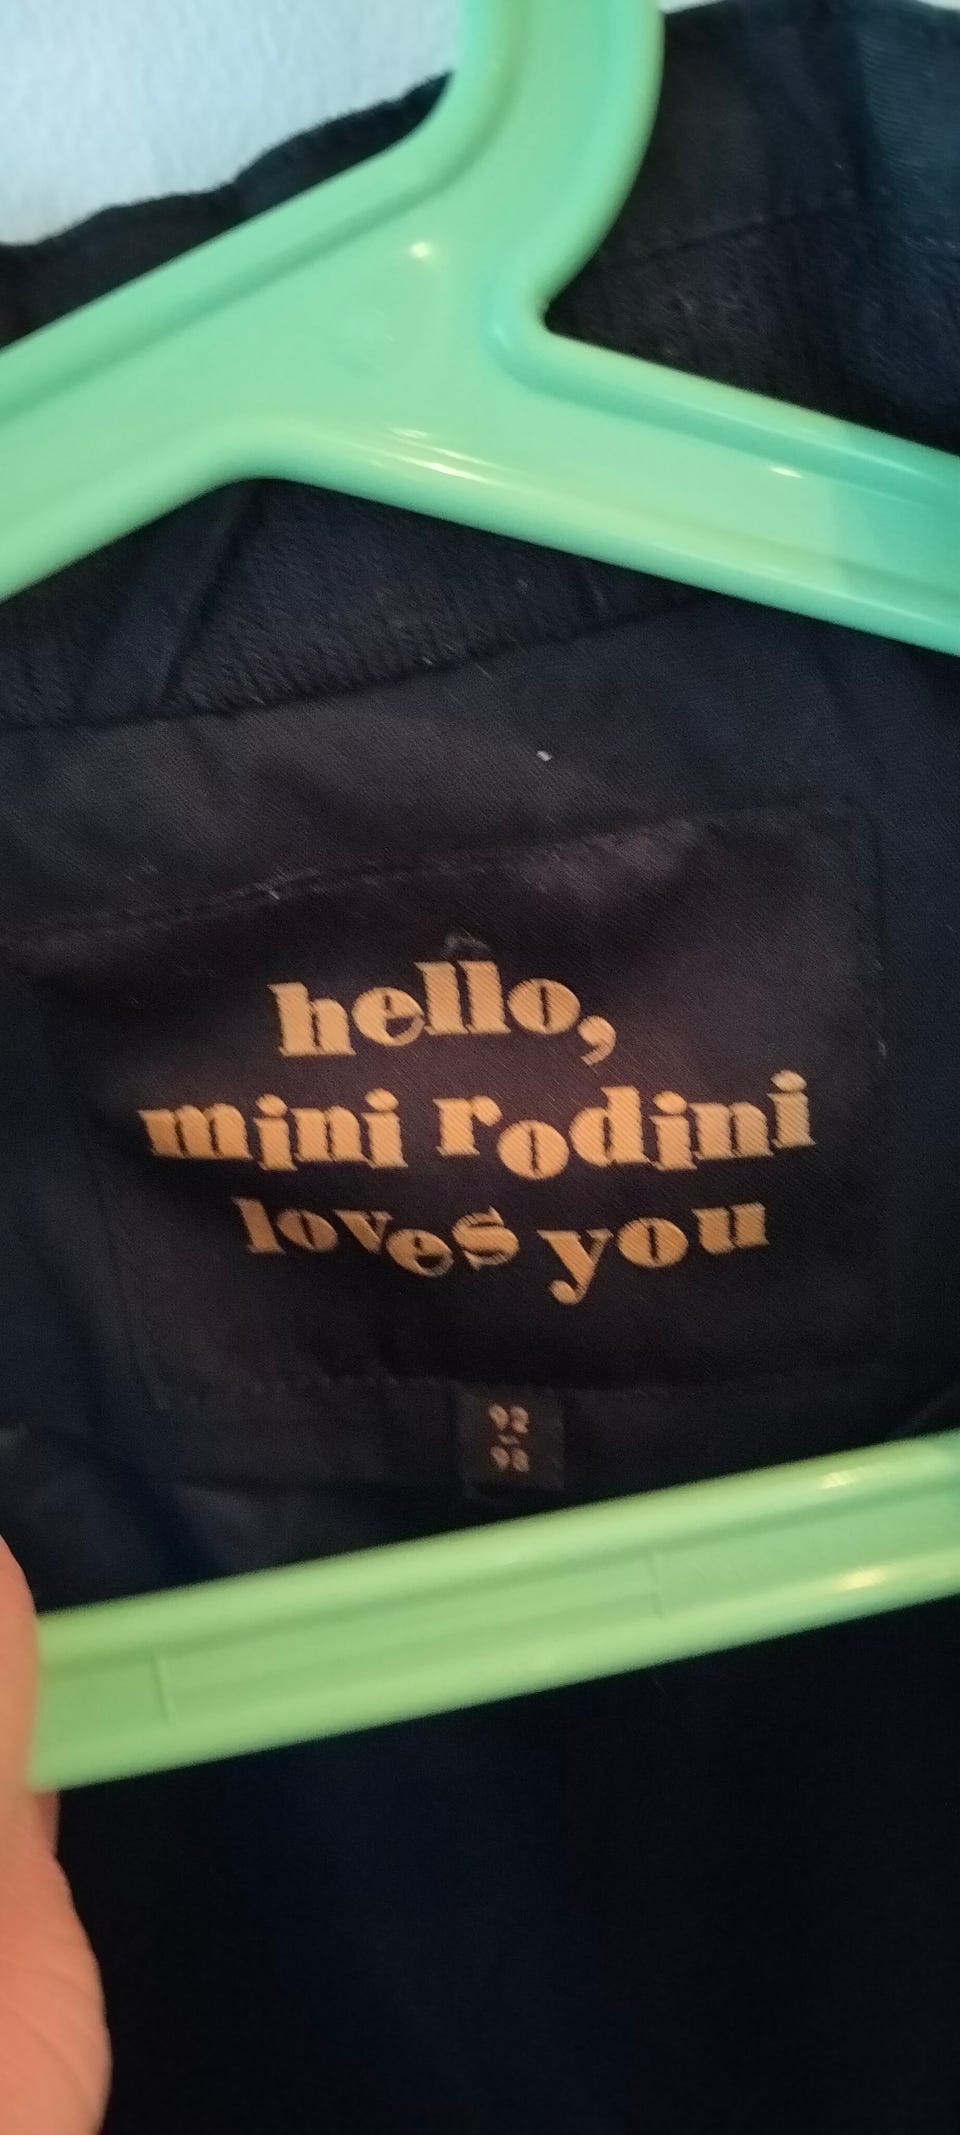 hello,
mini rodini
loves you
92
-
98